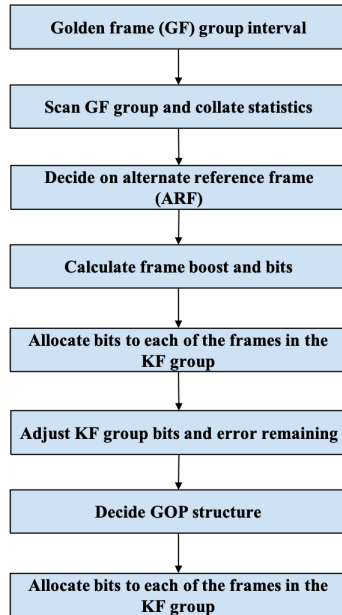 Golden frame (GF) group interval
Scan GF group and collate statistics
Decide on alternate reference frame
(ARF)
Calculate frame boost and bits
Allocate bits to each of the frames in the
KF group
Adjust KF group bits and error remaining
Decide GOP structure
Allocate bits to each of the frames in the
KF group